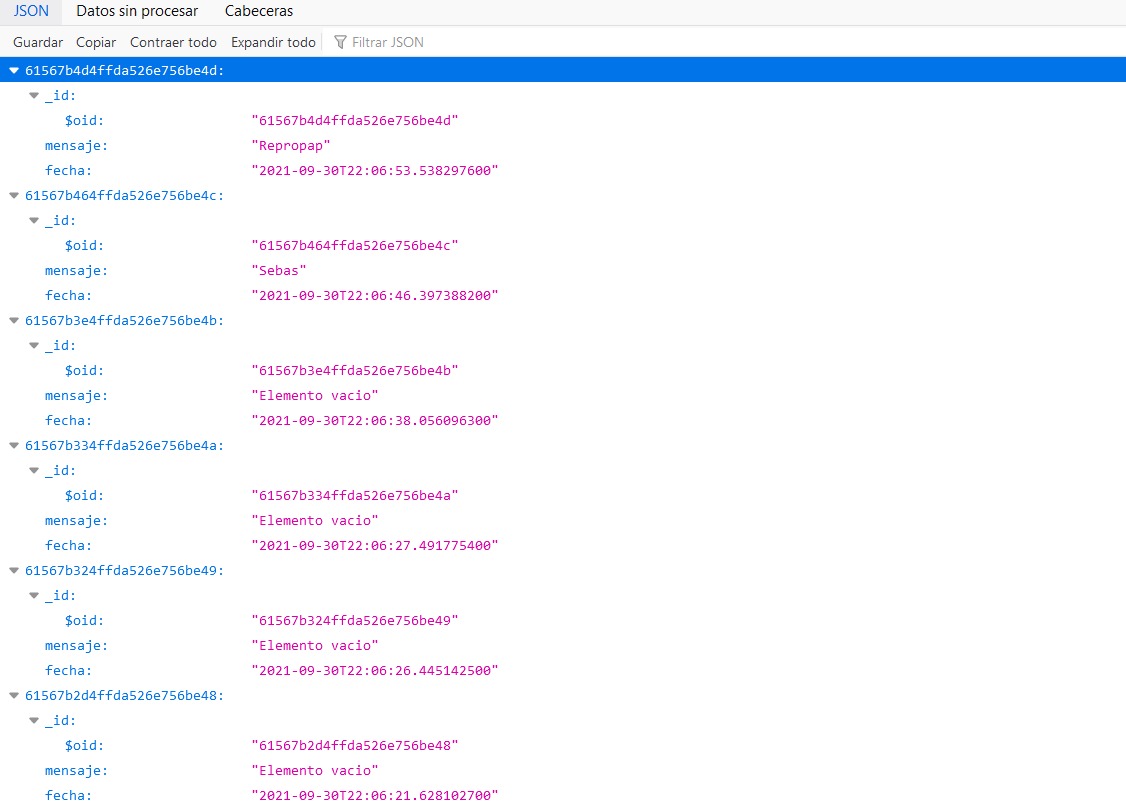 JSON Datos sin procesar Cabeceras
Guardar Copiar Contraer todo Expandir todo Filtrar JSON
61567b4d4ffda526e756be4d:
_id:
$oid: "61567b4d4ffda526e756be4d"
mensaje: "Repropap"
fecha: "2021-09-30T22:06:53.538297600"
61567b464ffda526e756be4c:
_id:
$oid: "61567b464ffda526e756be4c"
mensaje: "Sebas"
fecha: "2021-09-30T22:06:46.397388200"
61567b3e4ffda526e756be4b:
_id:
$oid: "61567b3e4ffda526e756be4b"
mensaje: "Elemento vacio"
fecha: "2021-09-30T22:06:38.056096300"
61567b334ffda526e756be4a:
_id:
$oid: "61567b334ffda526e756be4a"
mensaje: "Elemento vacio"
fecha: "2021-09-30T22:06:27.491775400"
61567b324ffda526e756be49:
_id:
$oid: "61567b324ffda526e756be49"
mensaje: "Elemento vacio"
fecha: "2021-09-30T22:06:26.445142500"
61567b2d4ffda526e756be48:
_id:
$oid: "61567b2d4ffda526e756be48"
mensaje: "Elemento vacio"
fecha: "2021-09-30T22:06:21.628102700"